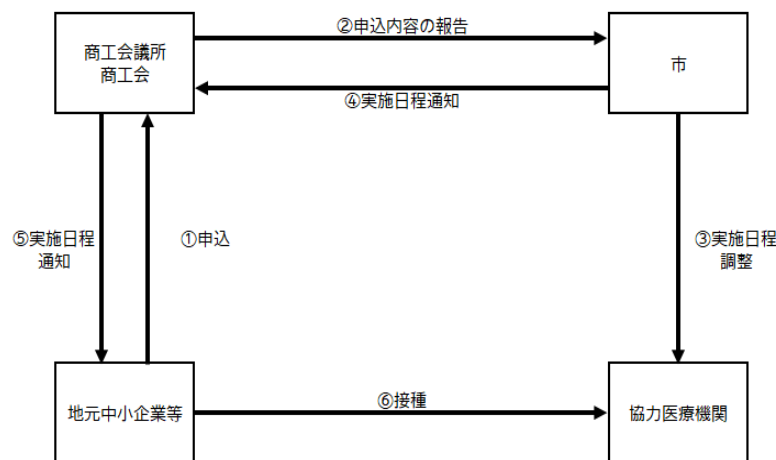 ②申込内容の報告
商工会議所
商工会
市
④実施日程通知
⑤実施日程
通知
①申込
③実施日程
調整
地元中小企業等
⑥接種
協力医療機関